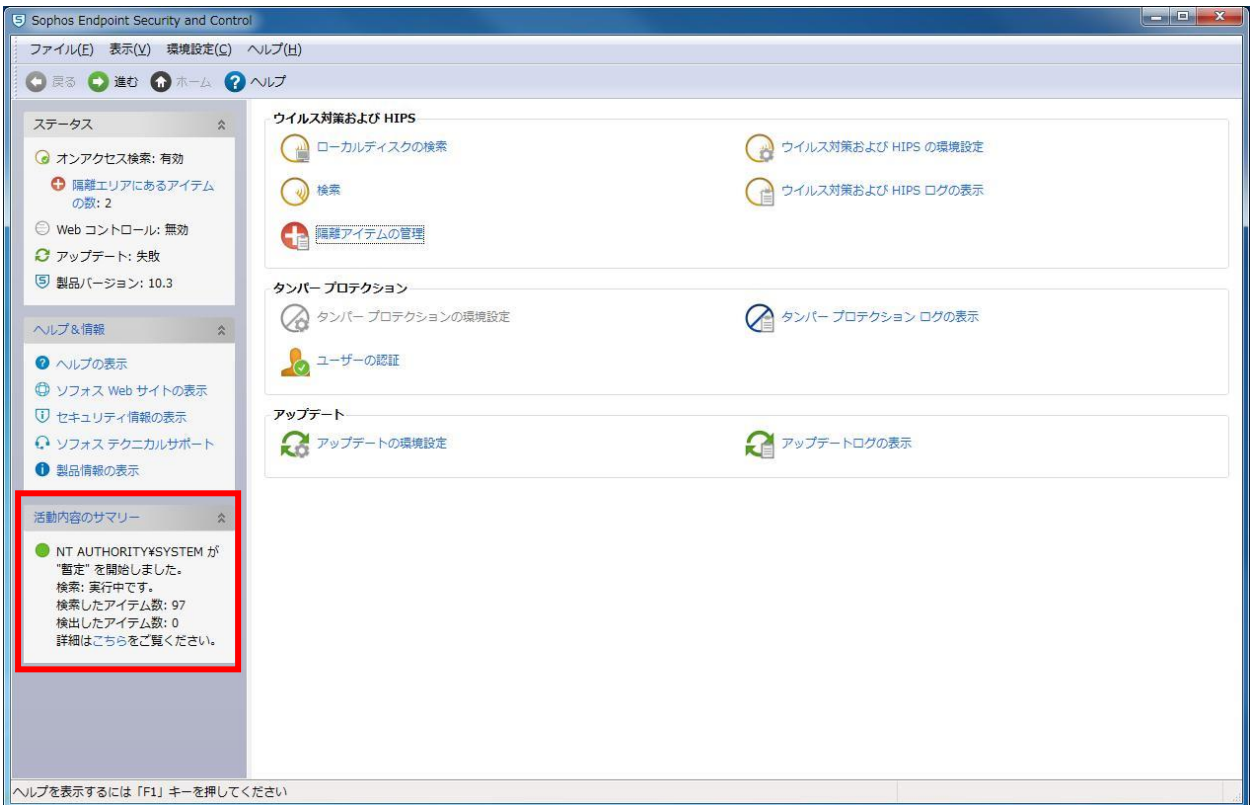 Sophos Endpoint Security and Control
ファイル(F) 表示(V) 環境設定(C) ヘルプ(H)
戻る 進む ホーム ヘルプ
ステータス
オンアクセス検索: 有効
隔離エリアにあるアイテム
の数: 2
Web コントロール: 無効
アップデート: 失敗
製品バージョン: 10.3
ヘルプ&情報
ヘルプの表示
ソフォス Web サイトの表示
セキュリティ情報の表示
ソフォス テクニカルサポート
製品情報の表示
活動内容のサマリー
NT AUTHORITY¥SYSTEM が
"暫定" を開始しました。
検索: 実行中です。
検索したアイテム数: 97
検出したアイテム数: 0
詳細はこちらをご覧ください。
ウイルス対策および HIPS
ローカルディスクの検索
ウイルス対策および HIPS の環境設定
検索
ウイルス対策および HIPS ログの表示
隔離アイテムの管理
タンパー プロテクション
タンパー プロテクションの環境設定
タンパー プロテクション ログの表示
ユーザーの認証
アップデート
アップデートの環境設定
アップデートログの表示
ヘルプを表示するには「F1」キーを押してください